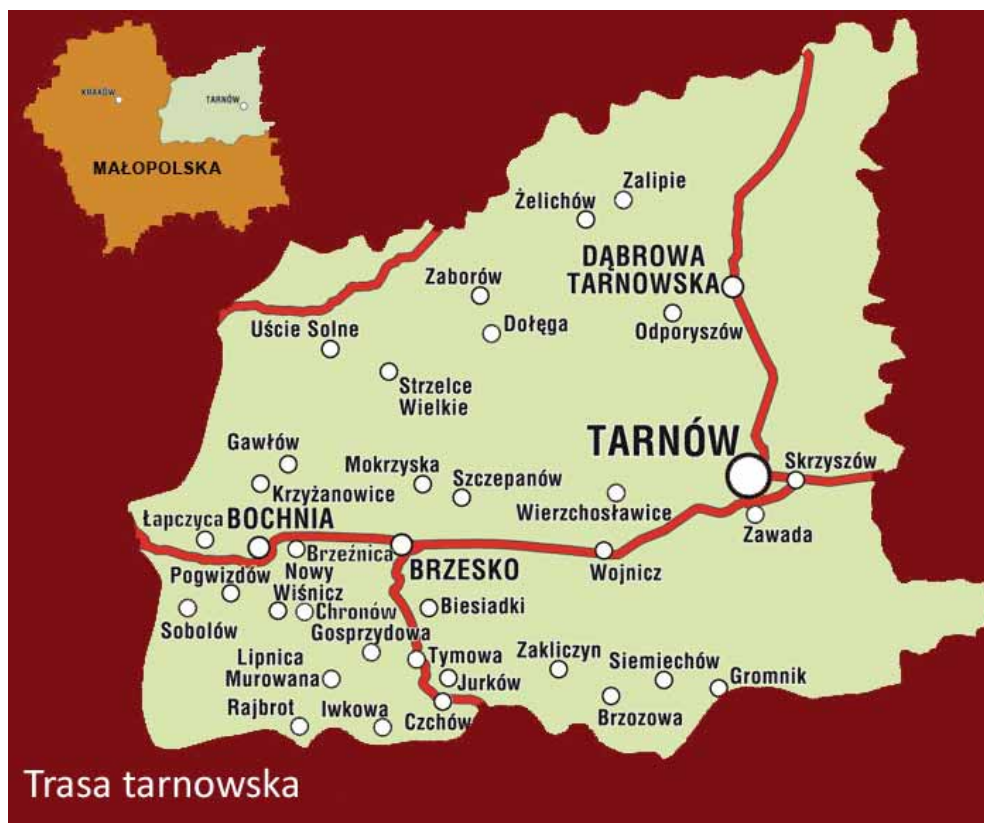 KRAKÓW
TARNÓW
MAŁOPOLSKA
Zalipie
Żelichów
DĄBROWA
TARNOWSKA
Zaborów
Odporyszów
Dołęga
Uście Solne
Strzelce
Wielkie
TARNÓW
Gawłów
Mokrzyska
Skrzyszów
Krzyżanowice
Szczepanów
Wierzchosławice
Łapczyca
BOCHNIA
Zawada
Brzeźnica
BRZESKO
Wojnicz
Pogwizdów
Nowy
Wiśnicz
Sobolów
Chronów
Biesiadki
Gosprzydowa
Lipnica
Murowana
Tymowa
Zakliczyn
Siemiechów
Gromnik
Jurków
Rajbrot
Iwkowa
Czchów
Brzozowa
Trasa tarnowska